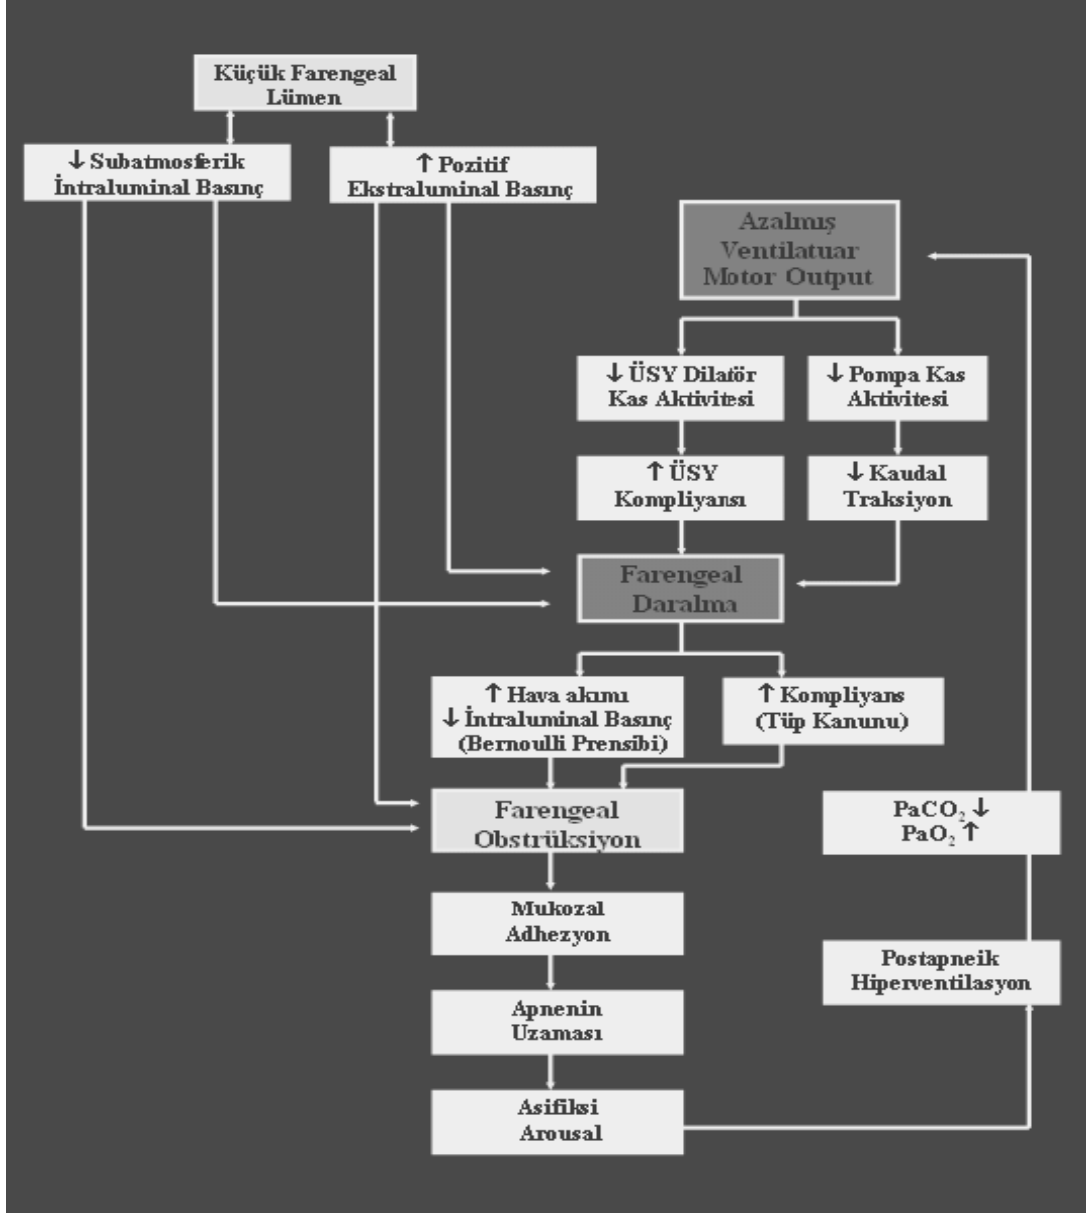 Küçük Farengeal
Lümen
↓ Subatmosferik
İntraluminal Basınç
↑ Pozitif
Ekstraluminal Basınç
Azalmış
Ventilatuar
Motor Output
↓ ÜSY Dilatör
Kas Aktivitesi
↓ Pompa Kas
Aktivitesi
↑ ÜSY
Kompliyansı
↓ Kaudal
Traksiyon
Farengeal
Daralma
↑ Hava akımı
↓ İntraluminal Basınç
(Bernoulli Prensibi)
↑ Kompliyans
(Tüp Kanunu)
Farengeal
Obstrüksiyon
PaCO₂ ↓
PaO₂ ↑
Mukozal
Adhezyon
Postapneik
Hiperventilasyon
Apnenin
Uzaması
Asifiksi
Arousal